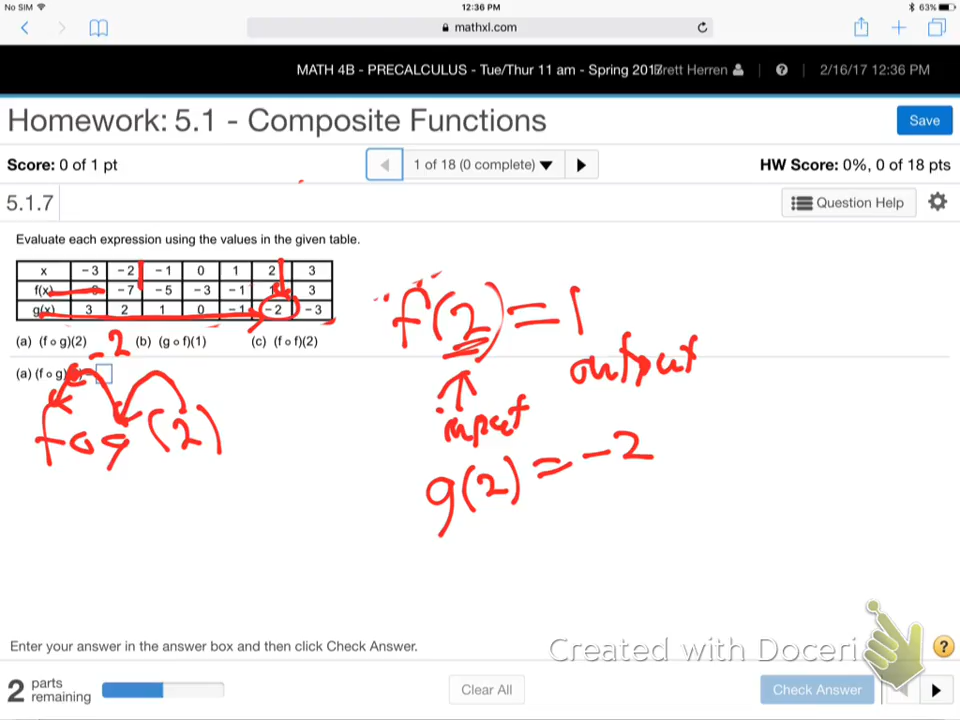 No SIM 12:36 PM 63%
mathxl.com
MATH 4B - PRECALCULUS - Tue/Thur 11 am - Spring 2017 Brett Herren ? 2/16/17 12:36 PM
Homework: 5.1 - Composite Functions Save
Score: 0 of 1 pt 1 of 18 (0 complete) HW Score: 0%, 0 of 18 pts
5.1.7 Question Help
Evaluate each expression using the values in the given table.
x -3 -2 -1 0 1 2 3
f(x) -7 -5 -3 -1 1 3
g(x) 3 2 1 0 -1 -2 -3
(a) (f∘g)(2) (b) (g∘f)(1) (c) (f∘f)(2)
-2
(a) (f∘g)
f∘g(2)
f(2)=1
output
input
g(2)=-2
Enter your answer in the answer box and then click Check Answer.
Created with Doceri
?
2 parts remaining Clear All Check Answer